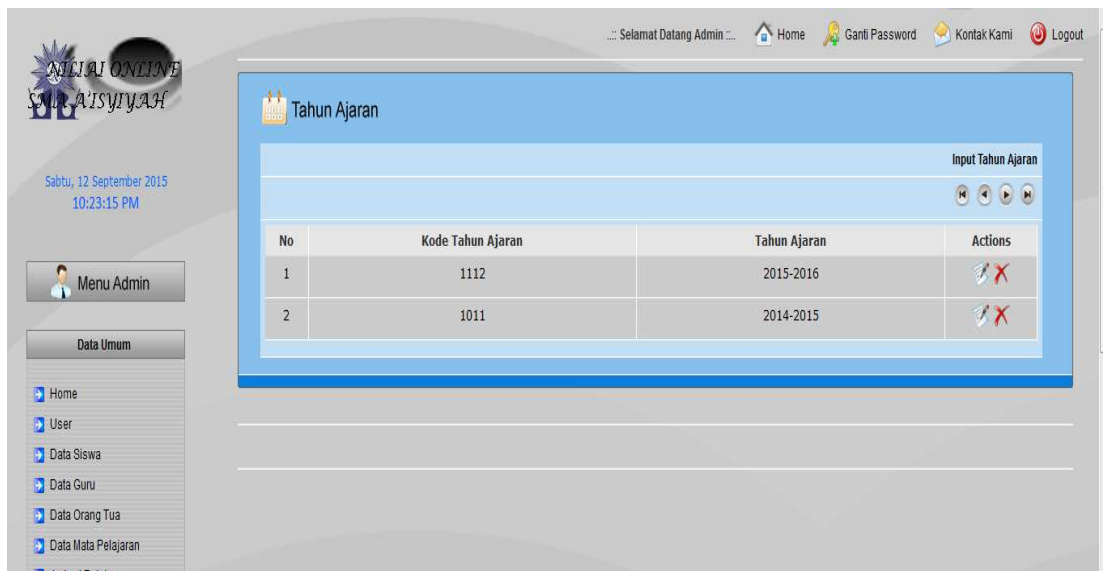 ..:: Selamat Datang Admin ::.. Home Ganti Password Kontak Kami Logout
NILIAI ONLINE
SMA A'ISYIYAH
Sabtu, 12 September 2015
10:23:15 PM
Menu Admin
Data Umum
Home
User
Data Siswa
Data Guru
Data Orang Tua
Data Mata Pelajaran
Tahun Ajaran
Input Tahun Ajaran
No Kode Tahun Ajaran Tahun Ajaran Actions
1 1112 2015-2016
2 1011 2014-2015